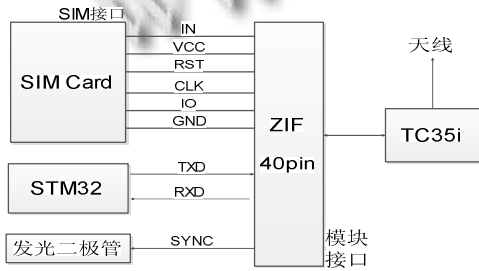 SIM接口
IN
VCC
RST
SIM Card
CLK
IO
GND
ZIF
40pin
天线
TC35i
STM32
TXD
RXD
发光二极管
SYNC
模块
接口